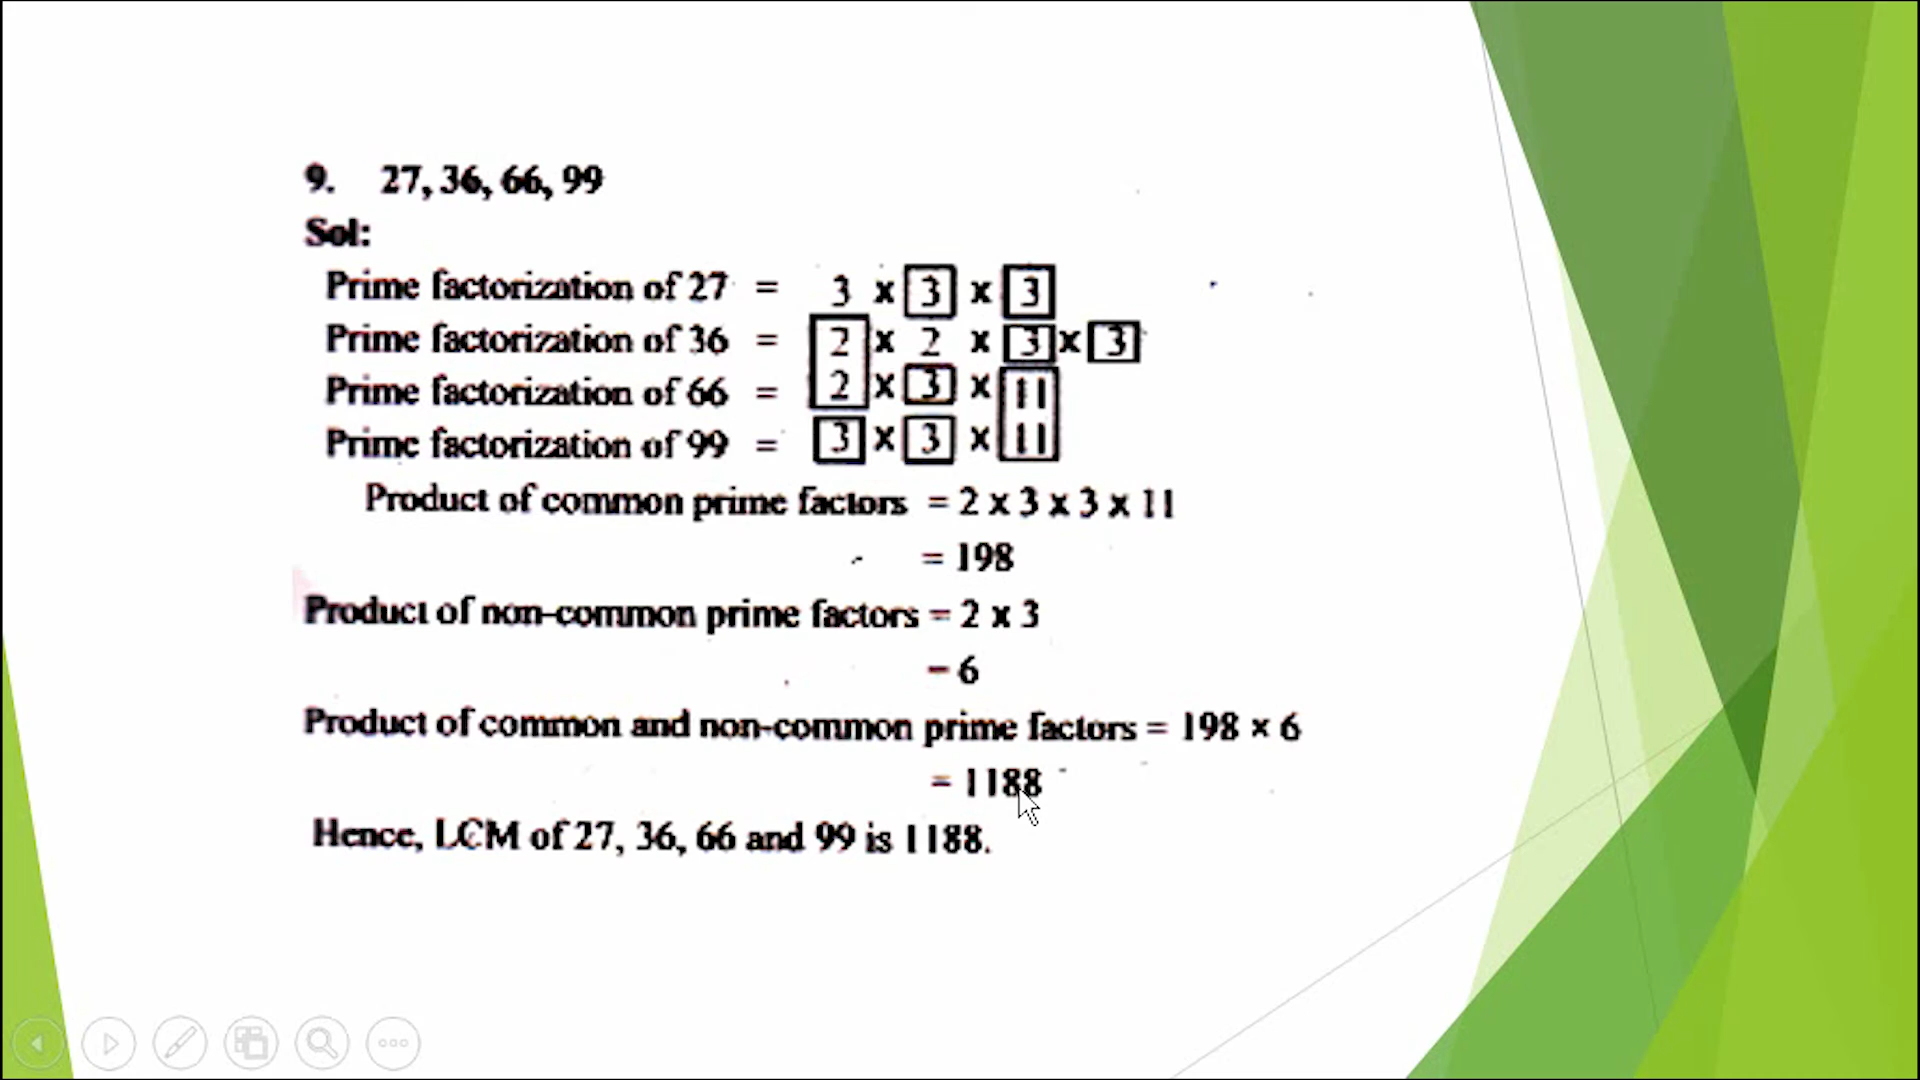 9. 27, 36, 66, 99
Sol:
Prime factorization of 27 = 3 x 3 x 3
Prime factorization of 36 = 2 x 2 x 3 x 3
Prime factorization of 66 = 2 x 3 x 11
Prime factorization of 99 = 3 x 3 x 11
Product of common prime factors = 2 x 3 x 3 x 11
= 198
Product of non-common prime factors = 2 x 3
= 6
Product of common and non-common prime factors = 198 × 6
= 1188
Hence, LCM of 27, 36, 66 and 99 is 1188.